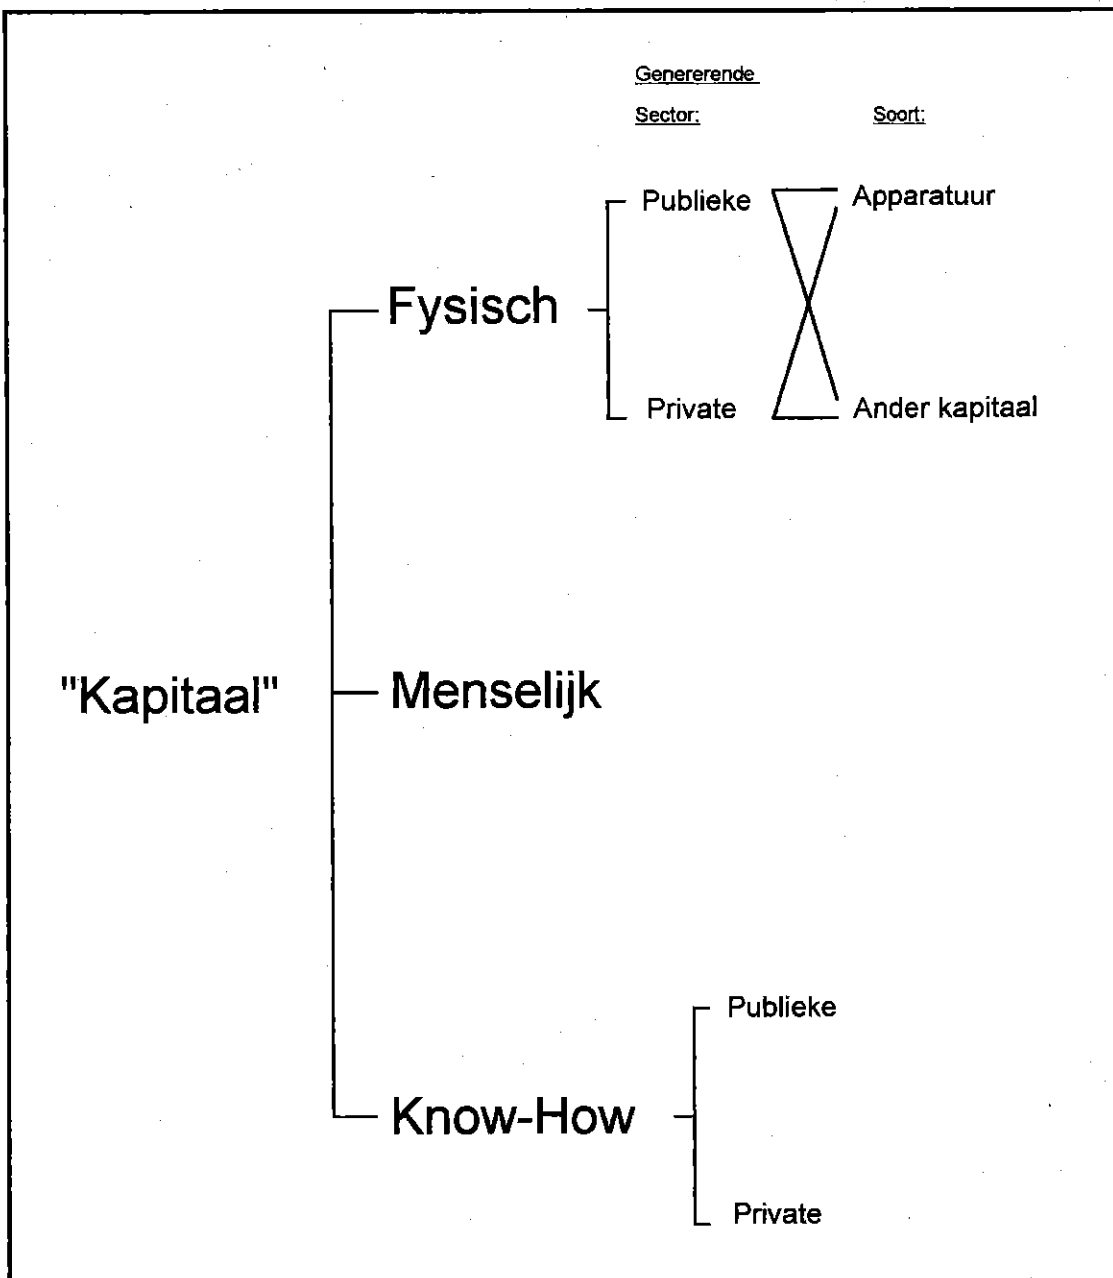 Genererende
Sector: Soort:
Publieke Apparatuur
Fysisch
Private Ander kapitaal
"Kapitaal" Menselijk
Publieke
Know-How
Private